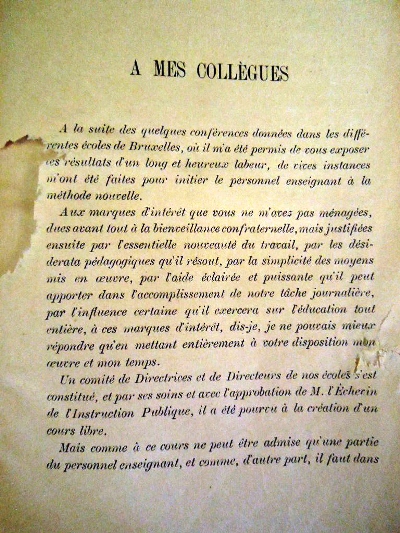 A MES COLLÈGUES
A la suite des quelques conférences données dans les diffé-
rentes écoles de Bruxelles, où il m'a été permis de vous exposer
les résultats d'un long et heureux labeur, de vives instances
m'ont été faites pour initier le personnel enseignant à la
méthode nouvelle.
Aux marques d'intérêt que vous ne m'avez pas ménagées,
dues avant tout à la bienveillance confraternelle, mais justifiées
ensuite par l'essentielle nouveauté du travail, par les dési-
derata pédagogiques qu'il résout, par la simplicité des moyens
mis en œuvre, par l'aide éclairée et puissante qu'il peut
apporter dans l'accomplissement de notre tâche journalière,
par l'influence certaine qu'il exercera sur l'éducation tout
entière, à ces marques d'intérêt, dis-je, je ne pouvais mieux
répondre qu'en mettant entièrement à votre disposition mon
œuvre et mon temps.
Un comité de Directrices et de Directeurs de nos écoles s'est
constitué, et par ses soins et avec l'approbation de M. l'Échevin
de l'Instruction Publique, il a été pourvu à la création d'un
cours libre.
Mais comme à ce cours ne peut être admise qu'une partie
du personnel enseignant, et comme, d'autre part, il faut dans